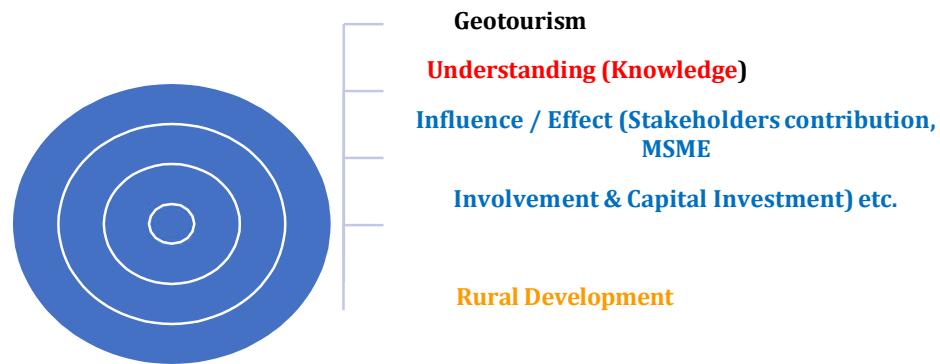 Geotourism
Understanding (Knowledge)
Influence / Effect (Stakeholders contribution,
MSME
Involvement & Capital Investment) etc.
Rural Development